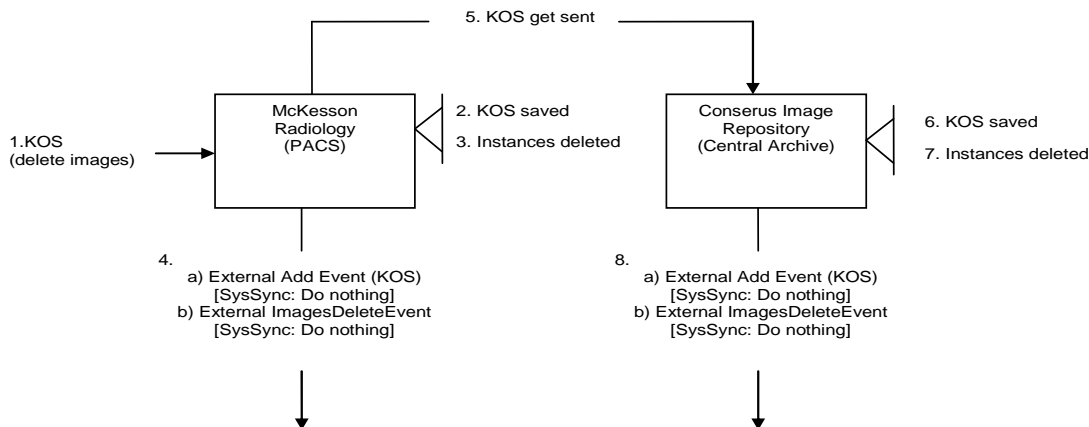 5. KOS get sent
McKesson
Radiology
(PACS)
2. KOS saved
3. Instances deleted
1.KOS
(delete images)
Conserus Image
Repository
(Central Archive)
6. KOS saved
7. Instances deleted
4.
a) External Add Event (KOS)
[SysSync: Do nothing]
b) External ImagesDeleteEvent
[SysSync: Do nothing]
8.
a) External Add Event (KOS)
[SysSync: Do nothing]
b) External ImagesDeleteEvent
[SysSync: Do nothing]